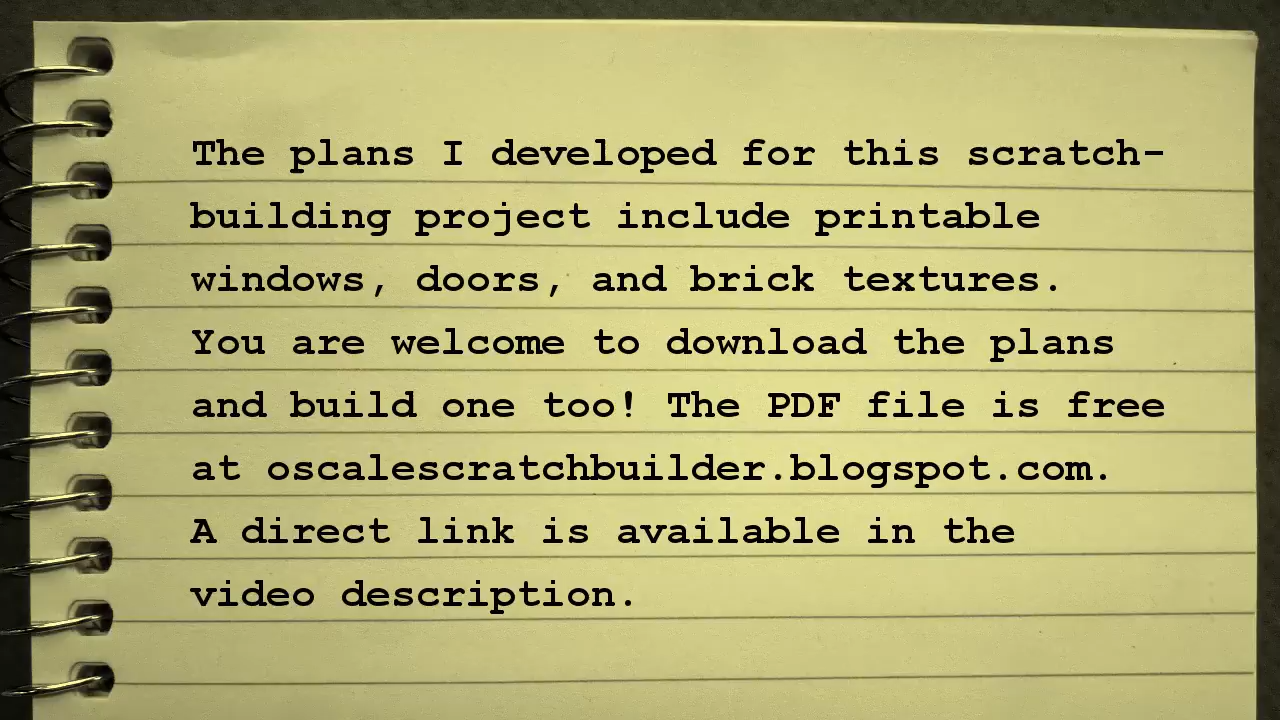 The plans I developed for this scratch-
building project include printable
windows, doors, and brick textures.
You are welcome to download the plans
and build one too! The PDF file is free
at oscalescratchbuilder.blogspot.com.
A direct link is available in the
video description.